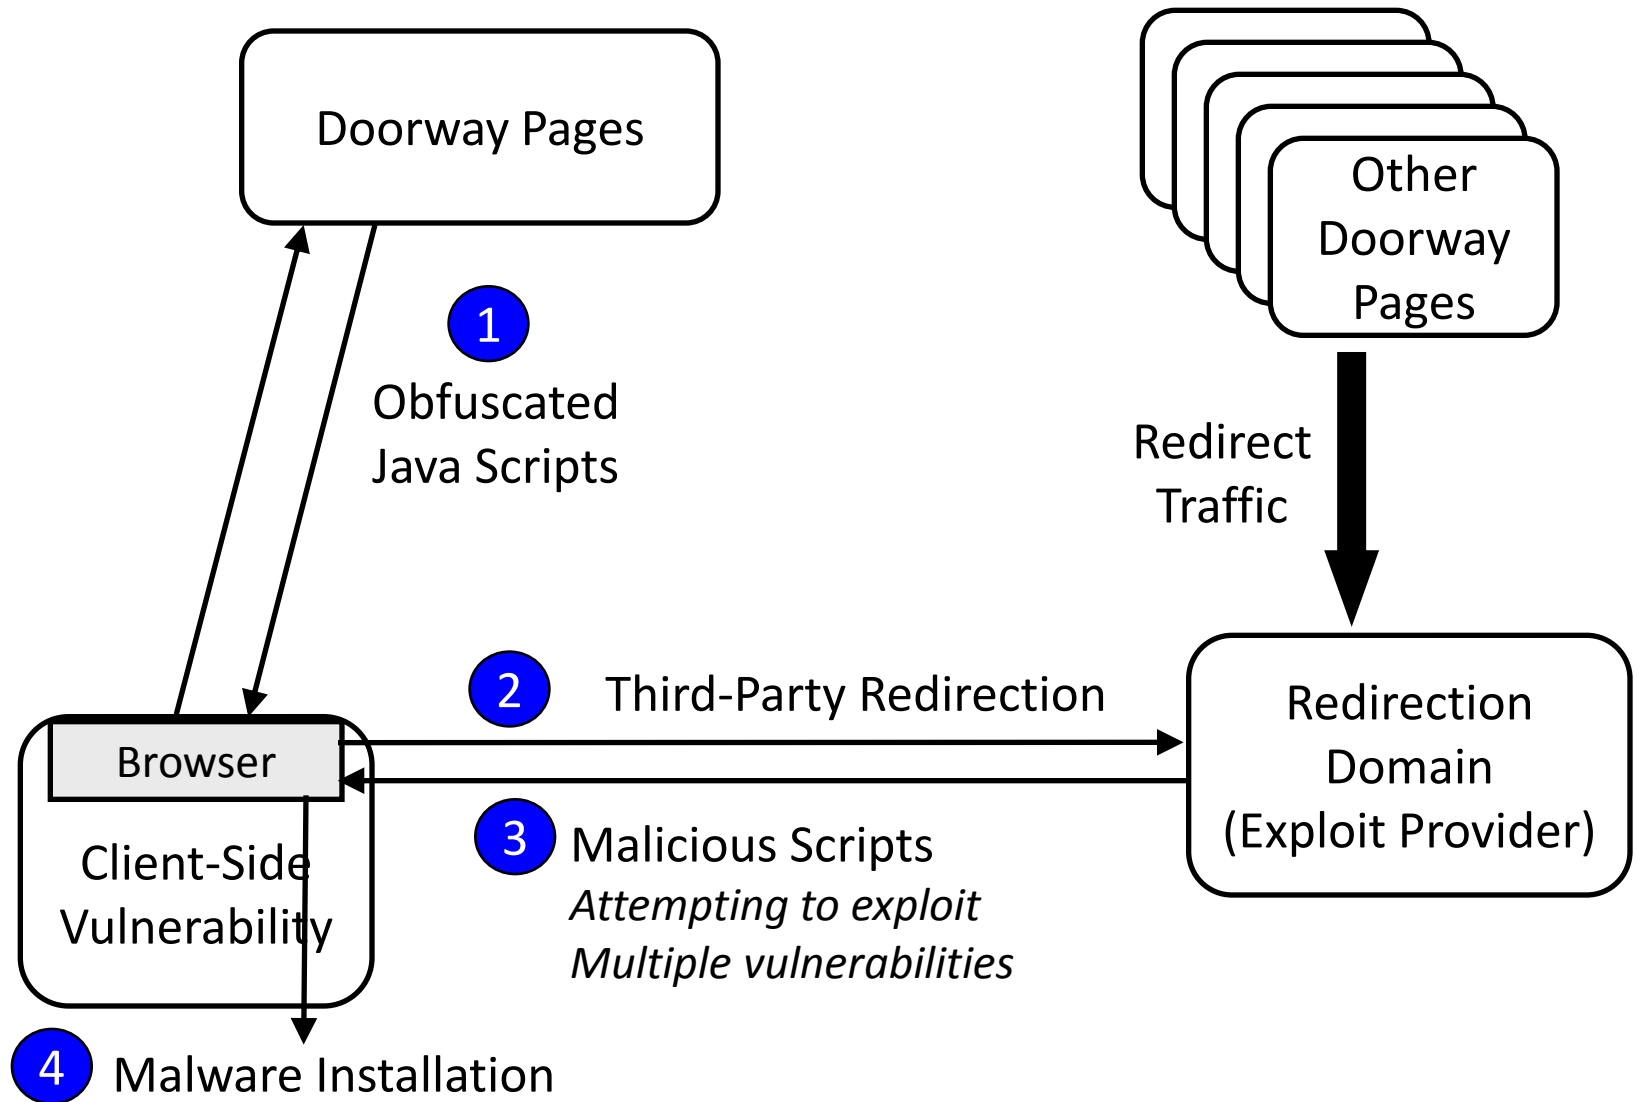 Doorway Pages
Other
Doorway
Pages
1
Obfuscated
Java Scripts
Redirect
Traffic
2
Third-Party Redirection
Redirection
Domain
(Exploit Provider)
Browser
3
Malicious Scripts
Attempting to exploit
Multiple vulnerabilities
Client-Side
Vulnerability
4
Malware Installation